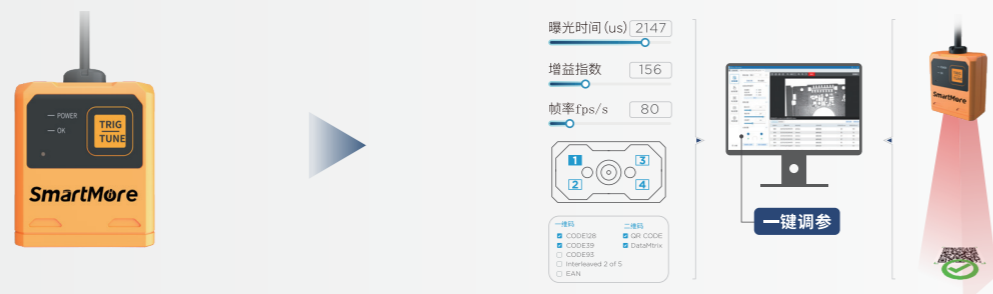 POWER
OK
TRIG
TUNE
SmartMore
曝光时间(us) 2147
增益指数 156
帧率fps/s 80
1 3
2 4
一维码 二维码
CODE128 QR CODE
CODE39 DataMtrix
CODE93
Interleaved 2 of 5
EAN
一键调参
SmartMore